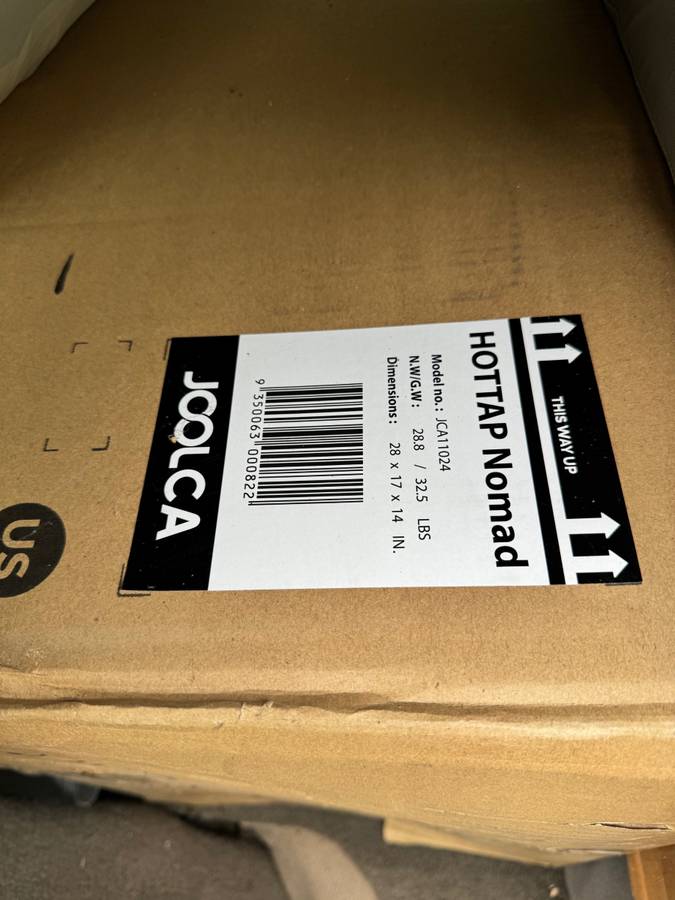 THIS WAY UP
HOTTAP Nomad
Model no.: JCA11024
N.W/G.W: 28.8 / 32.5 LBS
Dimensions: 28 x 17 x 14 IN.
9 350063 000822
JOOLCA
US